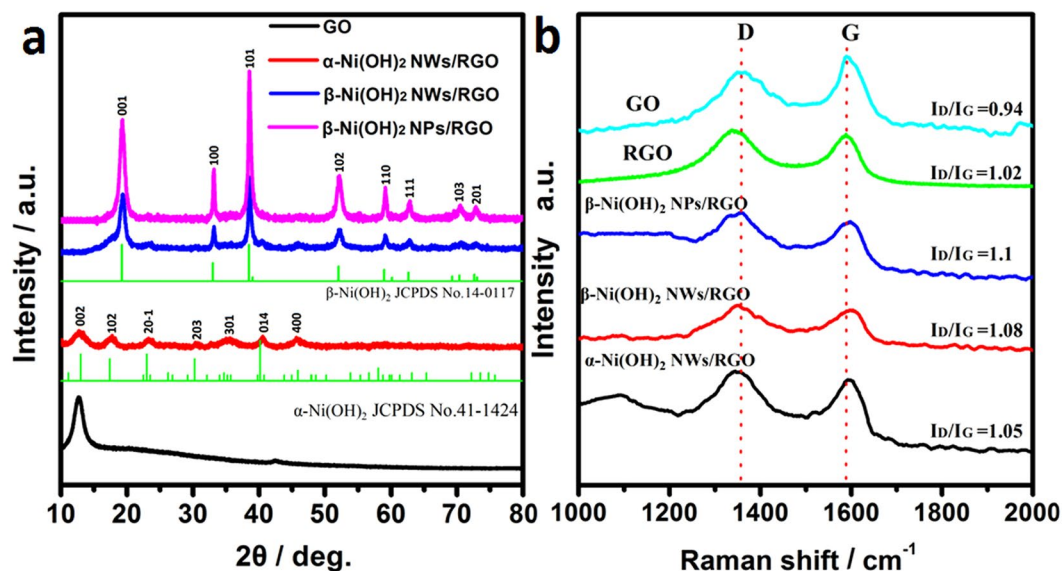 a
GO
α-Ni(OH)2 NWs/RGO
β-Ni(OH)2 NWs/RGO
β-Ni(OH)2 NPs/RGO
001
100
101
102
110
111
103
201
β-Ni(OH)2 JCPDS No.14-0117
002
102
20-1
203
301
014
400
α-Ni(OH)2 JCPDS No.41-1424
Intensity / a.u.
10 20 30 40 50 60 70 80
2θ / deg.
b
D G
GO
ID/IG=0.94
RGO
ID/IG=1.02
β-Ni(OH)2 NPs/RGO
ID/IG=1.1
β-Ni(OH)2 NWs/RGO
ID/IG=1.08
α-Ni(OH)2 NWs/RGO
ID/IG=1.05
Intensity / a.u.
1000 1200 1400 1600 1800 2000
Raman shift / cm-1